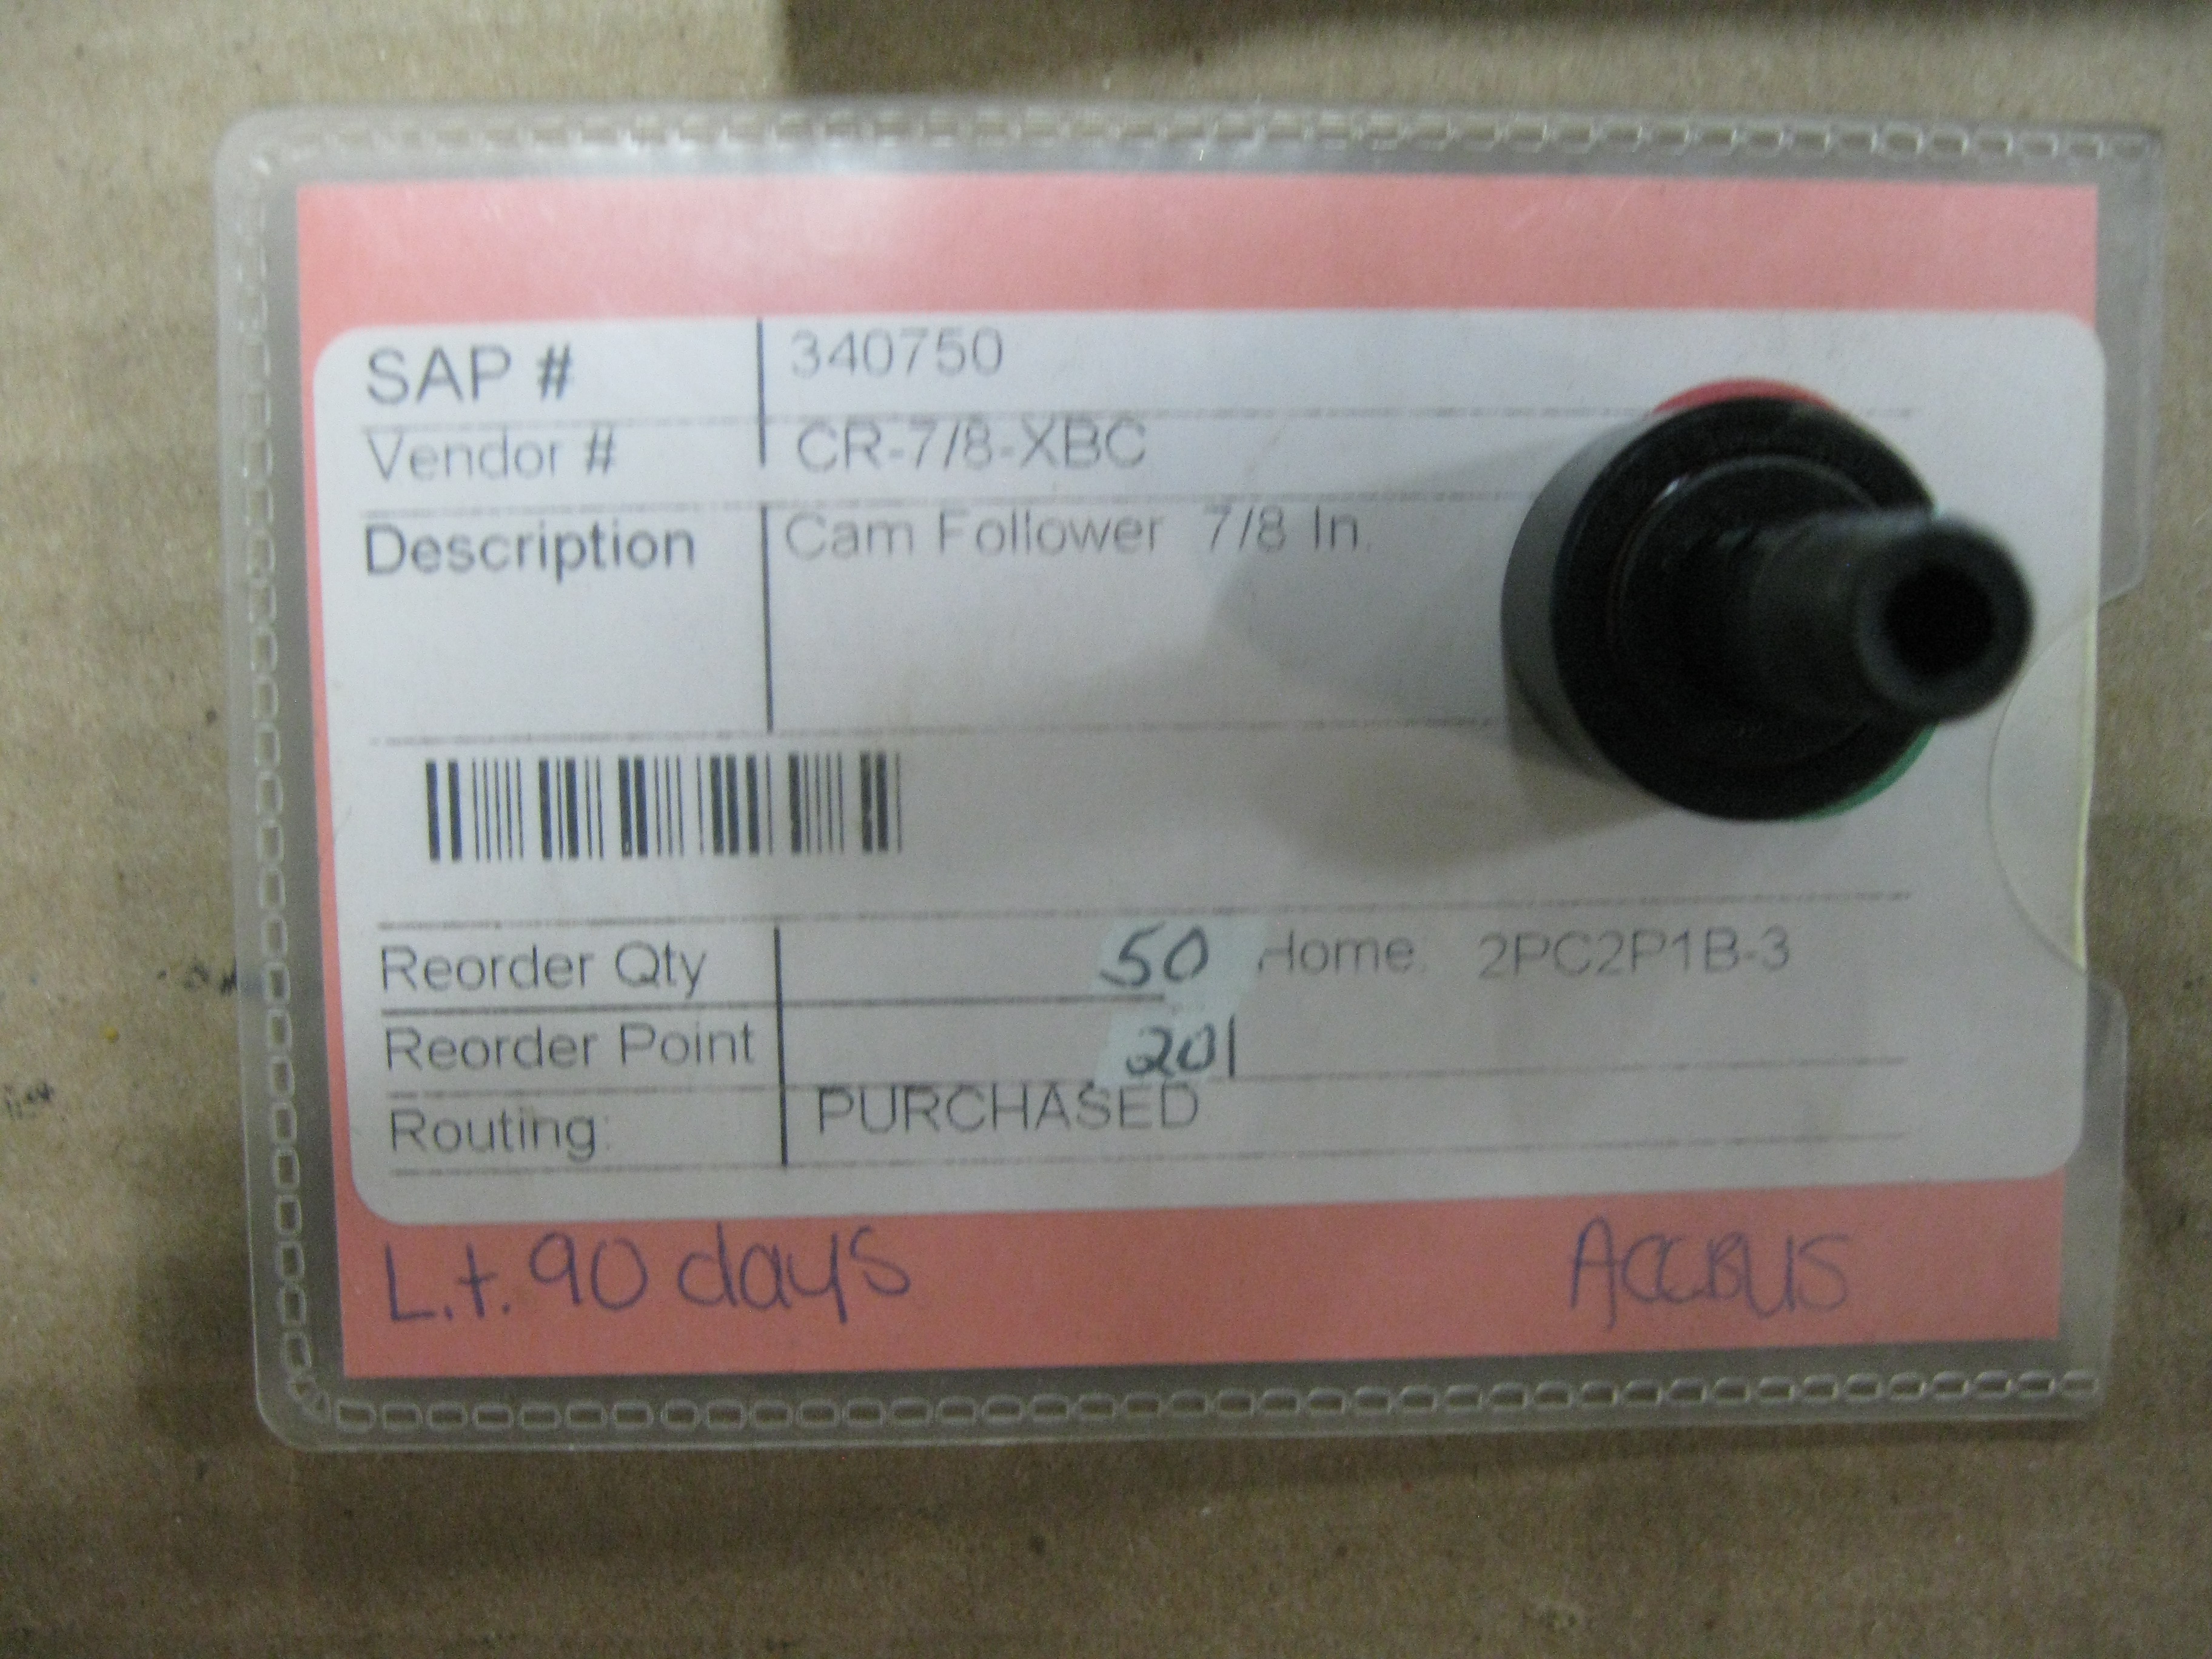 SAP # 340750
Vendor # CR-7/8-XBC
Description Cam Follower 7/8 In.
Reorder Qty 50 Home: 2PC2P1B-3
Reorder Point 20
Routing: PURCHASED
L.t. 90 days ACCBUS